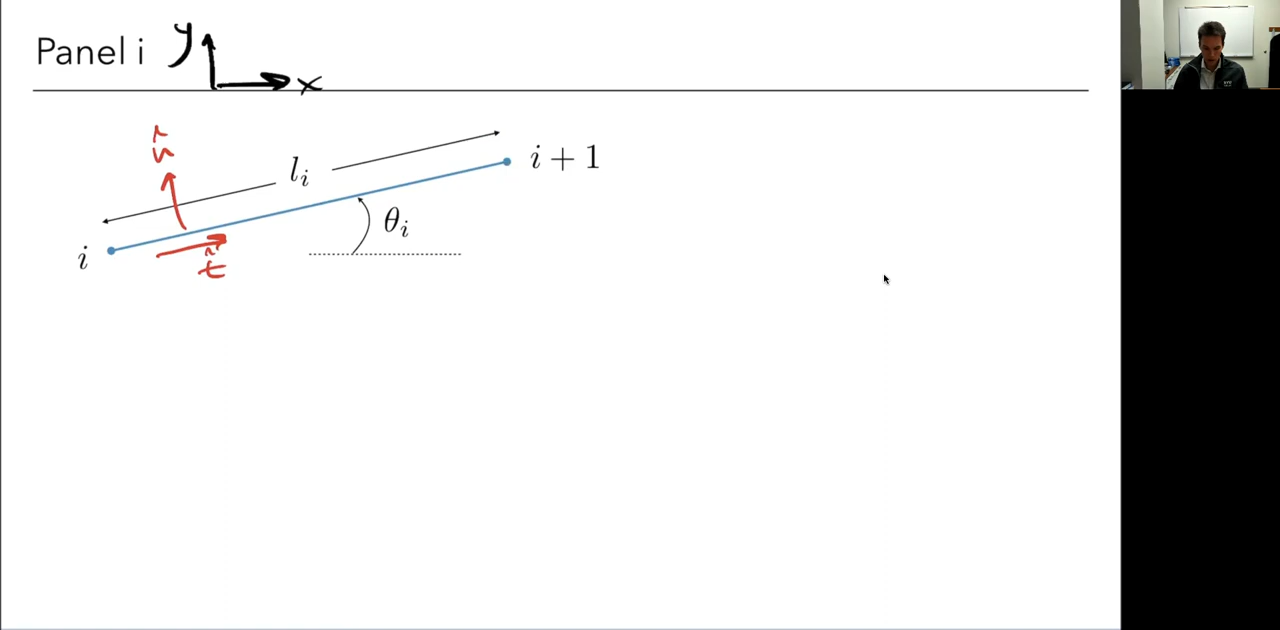 Panel i y
x
n̂
l_i
i + 1
θ_i
i
t̂